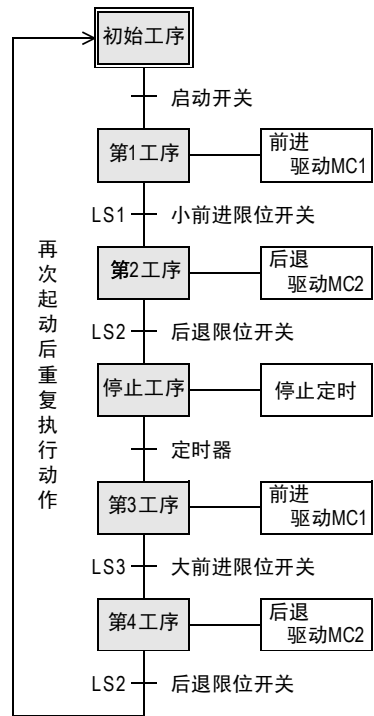 初始工序
启动开关
第1工序
前进
驱动MC1
LS1
小前进限位开关
第2工序
后退
驱动MC2
LS2
后退限位开关
停止工序
停止定时
定时器
第3工序
前进
驱动MC1
LS3
大前进限位开关
第4工序
后退
驱动MC2
LS2
后退限位开关
再次起动后重复执行动作